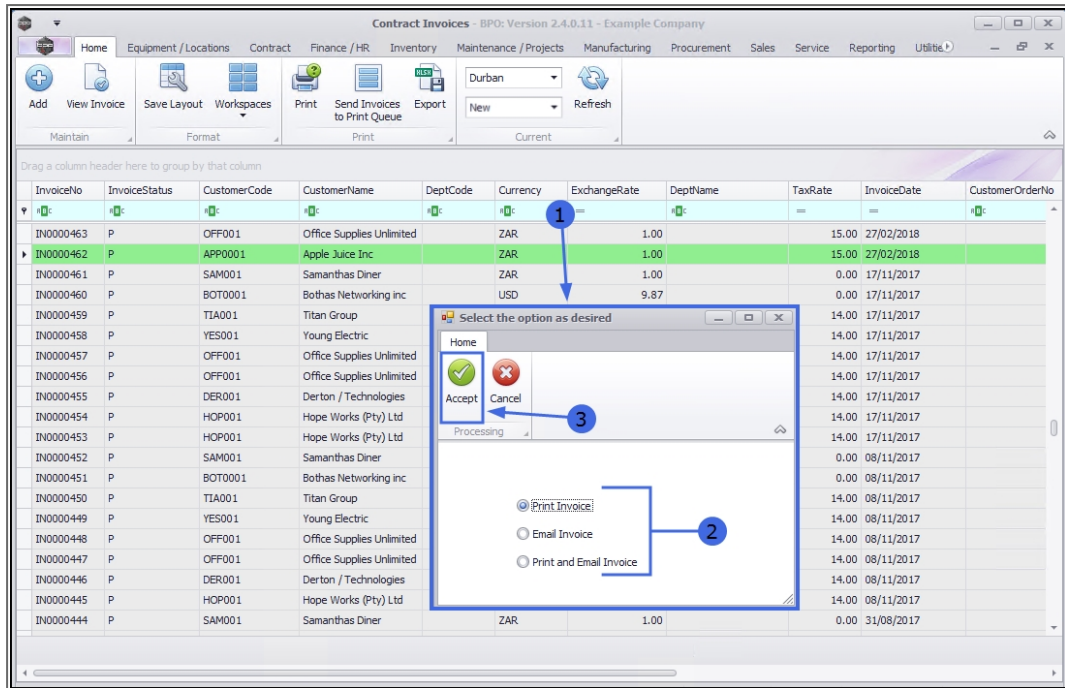 Contract Invoices - BPO: Version 2.4.0.11 - Example Company
Home Equipment / Locations Contract Finance / HR Inventory Maintenance / Projects Manufacturing Procurement Sales Service Reporting Utilitie
Add View Invoice Save Layout Workspaces Print Send Invoices to Print Queue Export Durban New Refresh
Maintain Format Print Current
Drag a column header here to group by that column
InvoiceNo InvoiceStatus CustomerCode CustomerName DeptCode Currency ExchangeRate DeptName TaxRate InvoiceDate CustomerOrderNo
IN0000463 P OFF001 Office Supplies Unlimited ZAR 1.00 15.00 27/02/2018
IN0000462 P APP0001 Apple Juice Inc ZAR 1.00 15.00 27/02/2018
IN0000461 P SAM001 Samanthas Diner ZAR 1.00 0.00 17/11/2017
IN0000460 P BOT0001 Bothas Networking inc USD 9.87 0.00 17/11/2017
IN0000459 P TIA001 Titan Group 14.00 17/11/2017
IN0000458 P YES001 Young Electric 14.00 17/11/2017
IN0000457 P OFF001 Office Supplies Unlimited 14.00 17/11/2017
IN0000456 P OFF001 Office Supplies Unlimited 14.00 17/11/2017
IN0000455 P DER001 Derton / Technologies 14.00 17/11/2017
IN0000454 P HOP001 Hope Works (Pty) Ltd 14.00 17/11/2017
IN0000453 P HOP001 Hope Works (Pty) Ltd 14.00 17/11/2017
IN0000452 P SAM001 Samanthas Diner 0.00 08/11/2017
IN0000451 P BOT0001 Bothas Networking inc 0.00 08/11/2017
IN0000450 P TIA001 Titan Group 14.00 08/11/2017
IN0000449 P YES001 Young Electric 14.00 08/11/2017
IN0000448 P OFF001 Office Supplies Unlimited 14.00 08/11/2017
IN0000447 P OFF001 Office Supplies Unlimited 14.00 08/11/2017
IN0000446 P DER001 Derton / Technologies 14.00 08/11/2017
IN0000445 P HOP001 Hope Works (Pty) Ltd 14.00 08/11/2017
IN0000444 P SAM001 Samanthas Diner ZAR 1.00 0.00 31/08/2017
1
Select the option as desired
Home
Accept Cancel
3
Processing
Print Invoice
Email Invoice
2
Print and Email Invoice